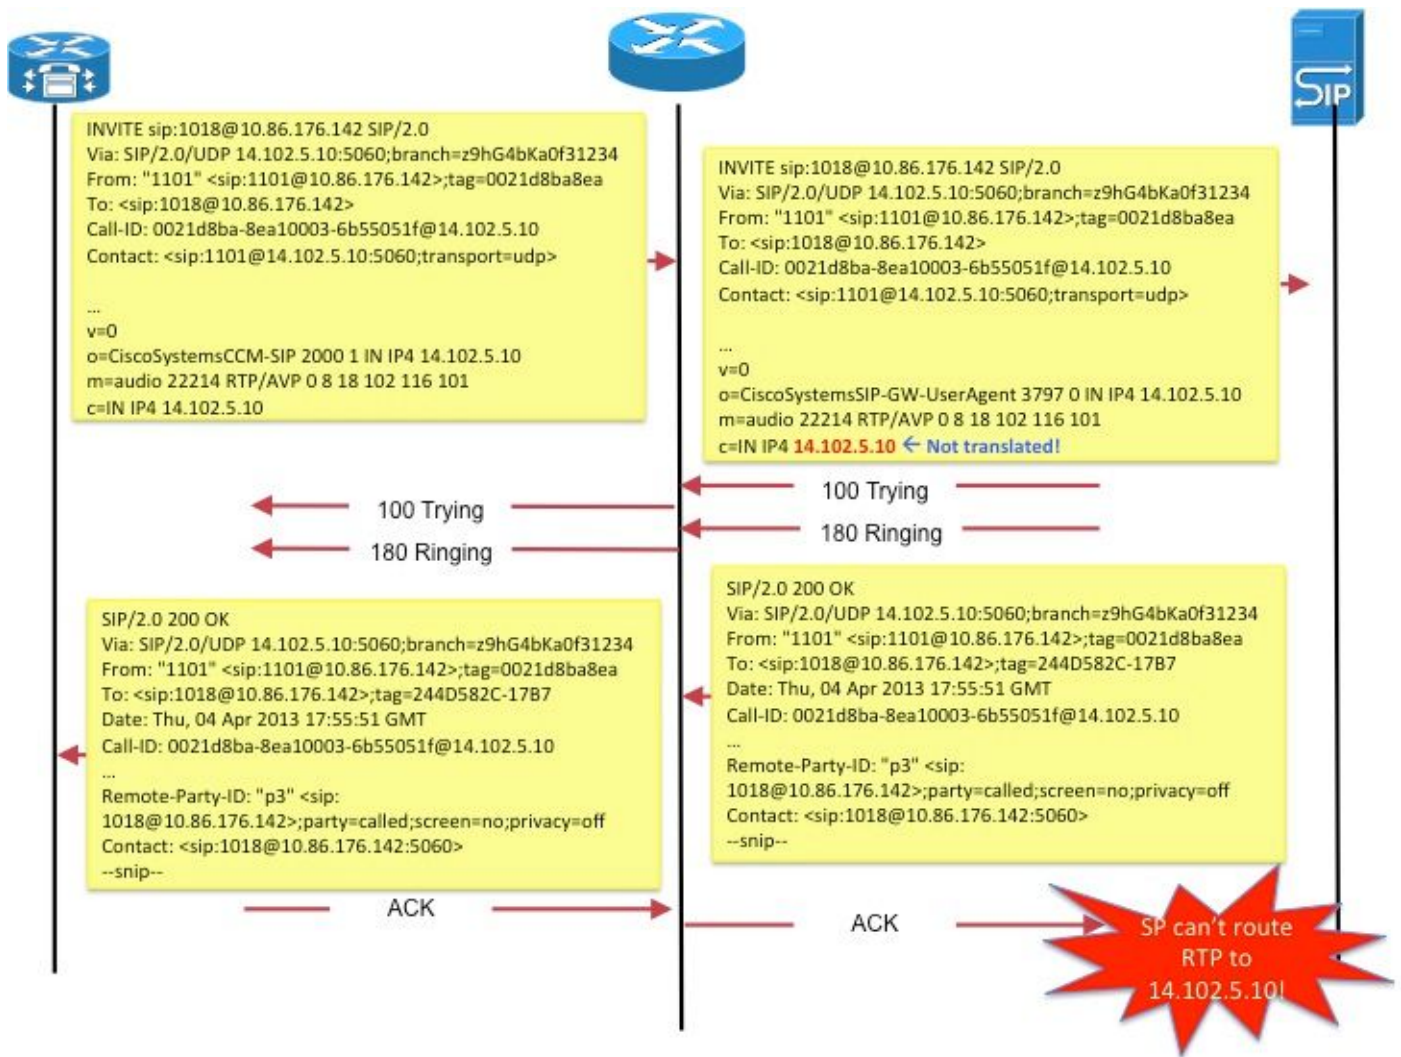 SIP
INVITE sip:1018@10.86.176.142 SIP/2.0
Via: SIP/2.0/UDP 14.102.5.10:5060;branch=z9hG4bKa0f31234
From: "1101" <sip:1101@10.86.176.142>;tag=0021d8ba8ea
To: <sip:1018@10.86.176.142>
Call-ID: 0021d8ba-8ea10003-6b55051f@14.102.5.10
Contact: <sip:1101@14.102.5.10:5060;transport=udp>
...
v=0
o=CiscoSystemsCCM-SIP 2000 1 IN IP4 14.102.5.10
m=audio 22214 RTP/AVP 0 8 18 102 116 101
c=IN IP4 14.102.5.10
INVITE sip:1018@10.86.176.142 SIP/2.0
Via: SIP/2.0/UDP 14.102.5.10:5060;branch=z9hG4bKa0f31234
From: "1101" <sip:1101@10.86.176.142>;tag=0021d8ba8ea
To: <sip:1018@10.86.176.142>
Call-ID: 0021d8ba-8ea10003-6b55051f@14.102.5.10
Contact: <sip:1101@14.102.5.10:5060;transport=udp>
...
v=0
o=CiscoSystemsSIP-GW-UserAgent 3797 0 IN IP4 14.102.5.10
m=audio 22214 RTP/AVP 0 8 18 102 116 101
c=IN IP4 14.102.5.10 ← Not translated!
100 Trying
100 Trying
180 Ringing
180 Ringing
SIP/2.0 200 OK
Via: SIP/2.0/UDP 14.102.5.10:5060;branch=z9hG4bKa0f31234
From: "1101" <sip:1101@10.86.176.142>;tag=0021d8ba8ea
To: <sip:1018@10.86.176.142>;tag=244D582C-17B7
Date: Thu, 04 Apr 2013 17:55:51 GMT
Call-ID: 0021d8ba-8ea10003-6b55051f@14.102.5.10
...
Remote-Party-ID: "p3" <sip:
1018@10.86.176.142>;party=called;screen=no;privacy=off
Contact: <sip:1018@10.86.176.142:5060>
--snip--
SIP/2.0 200 OK
Via: SIP/2.0/UDP 14.102.5.10:5060;branch=z9hG4bKa0f31234
From: "1101" <sip:1101@10.86.176.142>;tag=0021d8ba8ea
To: <sip:1018@10.86.176.142>;tag=244D582C-17B7
Date: Thu, 04 Apr 2013 17:55:51 GMT
Call-ID: 0021d8ba-8ea10003-6b55051f@14.102.5.10
...
Remote-Party-ID: "p3" <sip:
1018@10.86.176.142>;party=called;screen=no;privacy=off
Contact: <sip:1018@10.86.176.142:5060>
--snip--
ACK
ACK
SP can't route
RTP to
14.102.5.10!